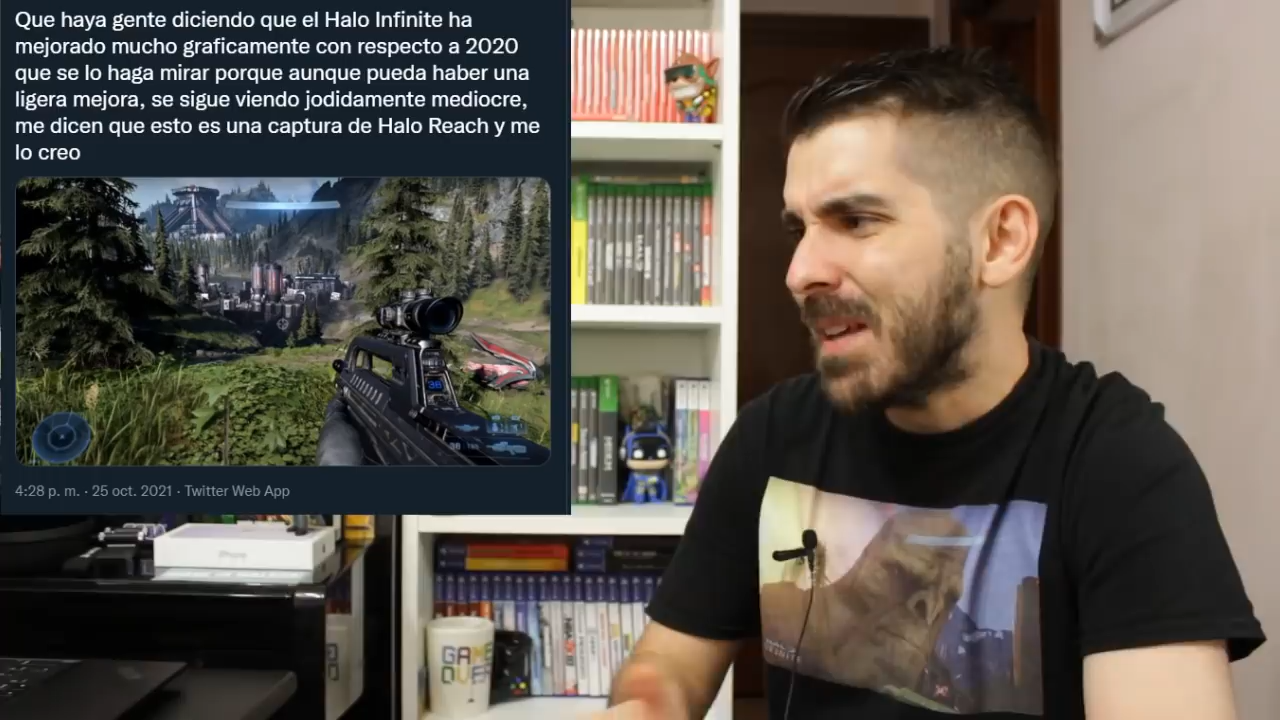 Que haya gente diciendo que el Halo Infinite ha
mejorado mucho graficamente con respecto a 2020
que se lo haga mirar porque aunque pueda haber una
ligera mejora, se sigue viendo jodidamente mediocre,
me dicen que esto es una captura de Halo Reach y me
lo creo
36
4:28 p. m. · 25 oct. 2021 · Twitter Web App
iPhone
GAME